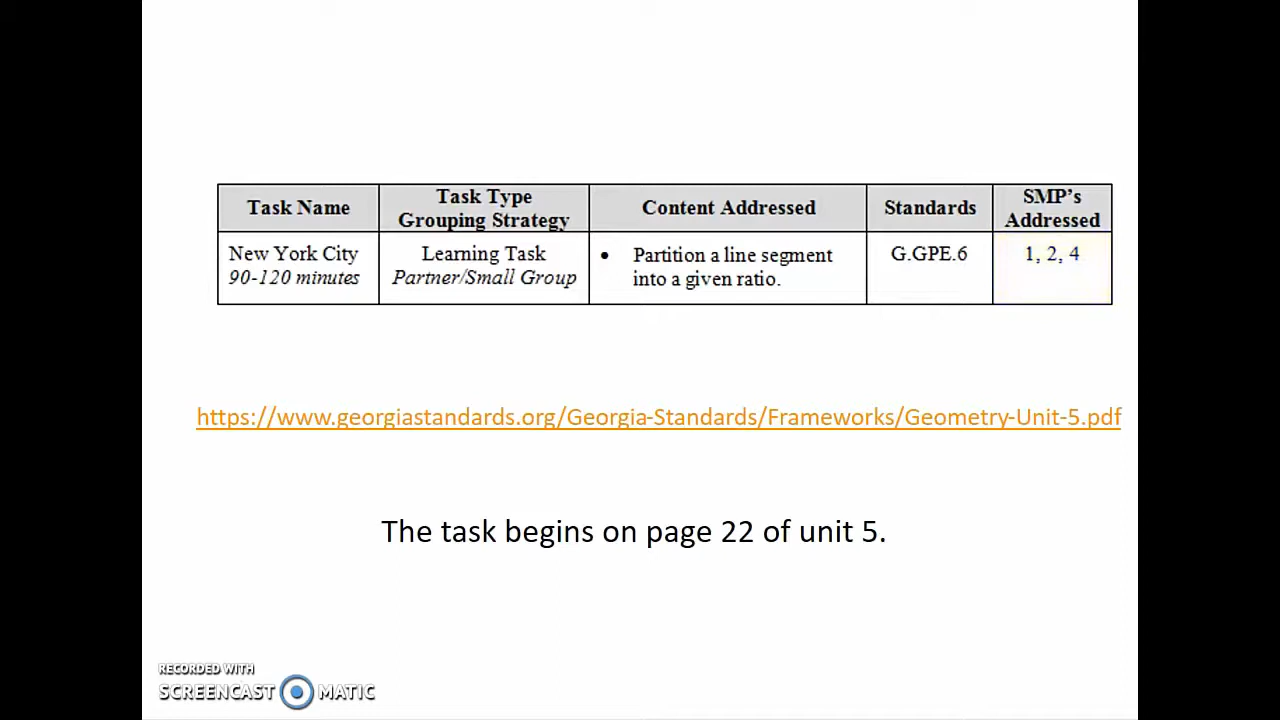 Task Name
Task Type
Grouping Strategy
Content Addressed
Standards
SMP's
Addressed
New York City
90-120 minutes
Learning Task
Partner/Small Group
• Partition a line segment
into a given ratio.
G.GPE.6
1, 2, 4
https://www.georgiastandards.org/Georgia-Standards/Frameworks/Geometry-Unit-5.pdf
The task begins on page 22 of unit 5.
RECORDED WITH
SCREENCAST MATIC